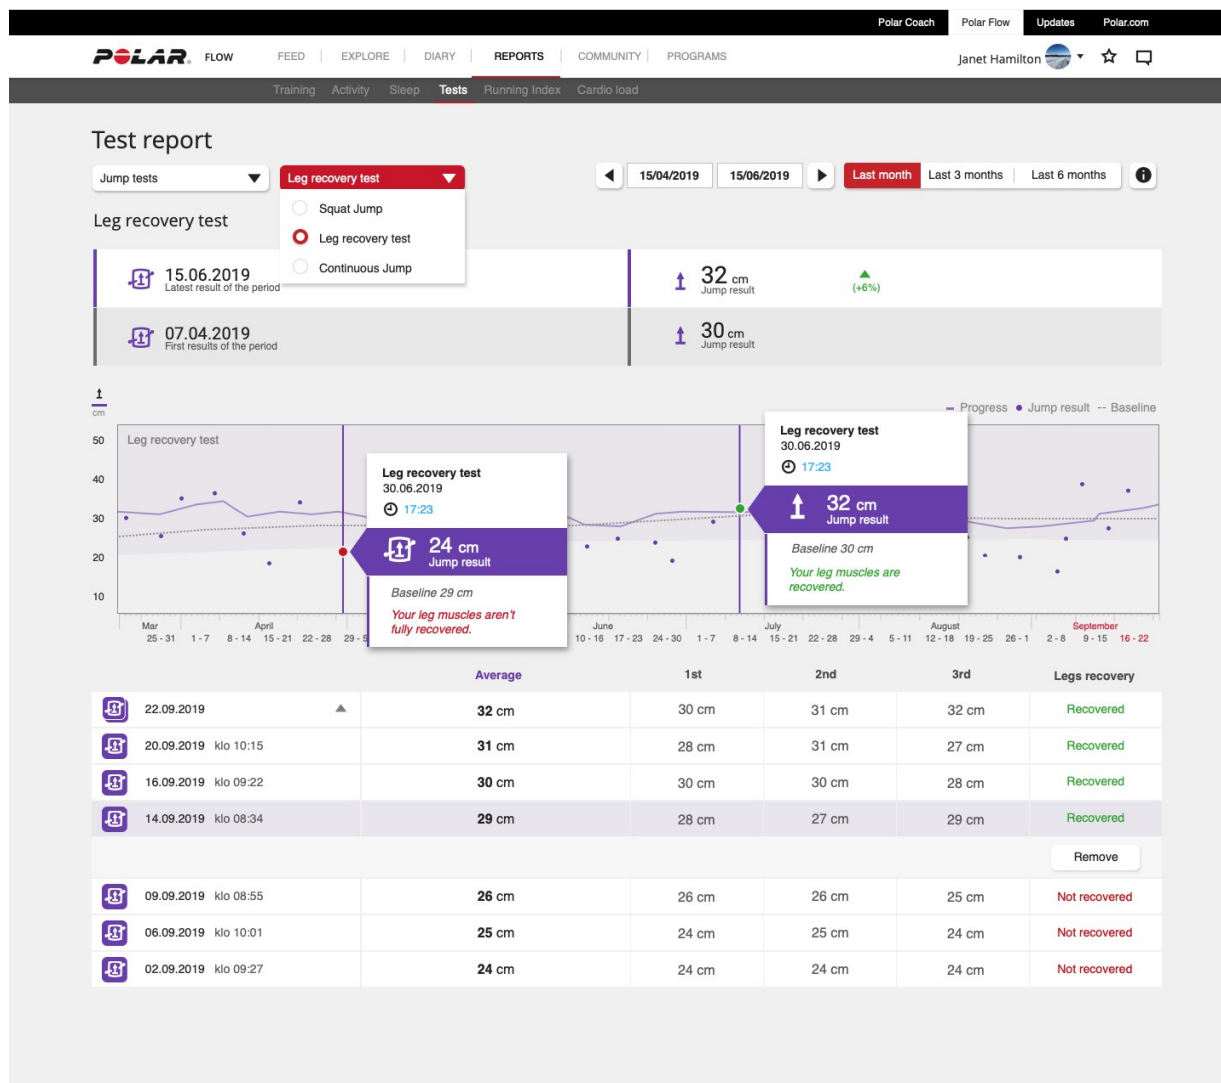 Polar Coach Polar Flow Updates Polar.com
POLAR. FLOW FEED EXPLORE DIARY REPORTS COMMUNITY PROGRAMS Janet Hamilton
Training Activity Sleep Tests Running Index Cardio load
Test report
Jump tests Leg recovery test 15/04/2019 15/06/2019 Last month Last 3 months Last 6 months i
Squat Jump
Leg recovery test
Continuous Jump
Leg recovery test
15.06.2019
Latest result of the period
32 cm
Jump result
(+6%)
07.04.2019
First results of the period
30 cm
Jump result
cm
Progress Jump result Baseline
50
40
30
20
10
Leg recovery test
Leg recovery test
30.06.2019
17:23
24 cm
Jump result
Baseline 29 cm
Your leg muscles aren't
fully recovered.
Leg recovery test
30.06.2019
17:23
32 cm
Jump result
Baseline 30 cm
Your leg muscles are
recovered.
Mar April June July August September
25 - 31 1 - 7 8 - 14 15 - 21 22 - 28 29 - 5 10 - 16 17 - 23 24 - 30 1 - 7 8 - 14 15 - 21 22 - 28 29 - 4 5 - 11 12 - 18 19 - 25 26 - 1 2 - 8 9 - 15 16 - 22
Average 1st 2nd 3rd Legs recovery
22.09.2019 32 cm 30 cm 31 cm 32 cm Recovered
20.09.2019 klo 10:15 31 cm 28 cm 31 cm 27 cm Recovered
16.09.2019 klo 09:22 30 cm 30 cm 30 cm 28 cm Recovered
14.09.2019 klo 08:34 29 cm 28 cm 27 cm 29 cm Recovered
Remove
09.09.2019 klo 08:55 26 cm 26 cm 26 cm 25 cm Not recovered
06.09.2019 klo 10:01 25 cm 24 cm 25 cm 24 cm Not recovered
02.09.2019 klo 09:27 24 cm 24 cm 24 cm 24 cm Not recovered